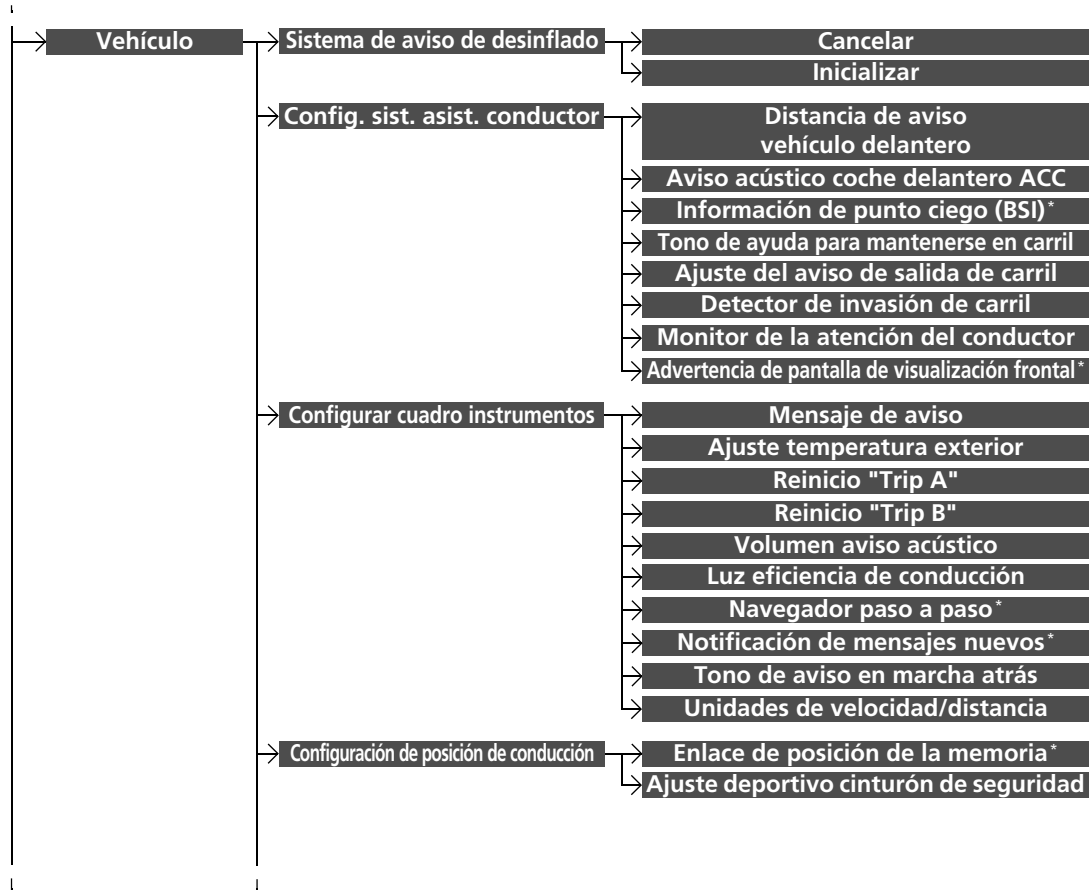 Vehículo
Sistema de aviso de desinflado
Cancelar
Inicializar
Config. sist. asist. conductor
Distancia de aviso
vehículo delantero
Aviso acústico coche delantero ACC
Información de punto ciego (BSI)*
Tono de ayuda para mantenerse en carril
Ajuste del aviso de salida de carril
Detector de invasión de carril
Monitor de la atención del conductor
Advertencia de pantalla de visualización frontal*
Configurar cuadro instrumentos
Mensaje de aviso
Ajuste temperatura exterior
Reinicio "Trip A"
Reinicio "Trip B"
Volumen aviso acústico
Luz eficiencia de conducción
Navegador paso a paso*
Notificación de mensajes nuevos*
Tono de aviso en marcha atrás
Unidades de velocidad/distancia
Configuración de posición de conducción
Enlace de posición de la memoria*
Ajuste deportivo cinturón de seguridad